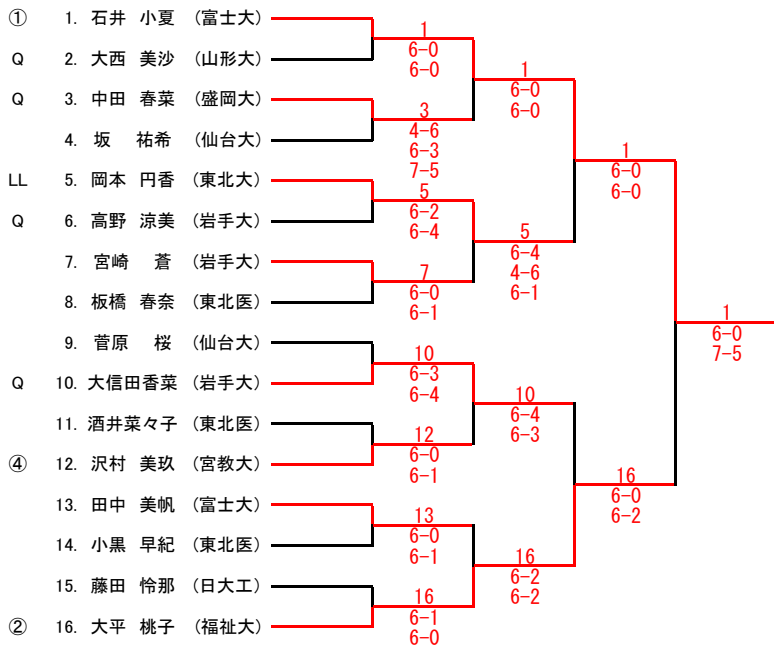 ① 1. 石井 小夏 (富士大)
1
6-0
6-0
Q 2. 大西 美沙 (山形大)
1
6-0
6-0
Q 3. 中田 春菜 (盛岡大)
3
4-6
6-3
7-5
4. 坂 祐希 (仙台大)
1
6-0
6-0
LL 5. 岡本 円香 (東北大)
5
6-2
6-4
Q 6. 高野 涼美 (岩手大)
5
6-4
4-6
6-1
7. 宮崎 蒼 (岩手大)
7
6-0
6-1
8. 板橋 春奈 (東北医)
1
6-0
7-5
9. 菅原 桜 (仙台大)
10
6-3
6-4
Q 10. 大信田香菜 (岩手大)
10
6-4
6-3
11. 酒井菜々子 (東北医)
12
6-0
6-1
④ 12. 沢村 美玖 (宮教大)
16
6-0
6-2
13. 田中 美帆 (富士大)
13
6-0
6-1
14. 小黒 早紀 (東北医)
16
6-2
6-2
15. 藤田 怜那 (日大工)
16
6-1
6-0
② 16. 大平 桃子 (福祉大)